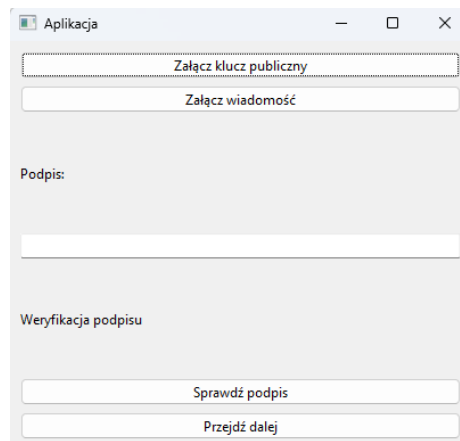 Aplikacja
Załącz klucz publiczny
Załącz wiadomość
Podpis:
Weryfikacja podpisu
Sprawdź podpis
Przejdź dalej